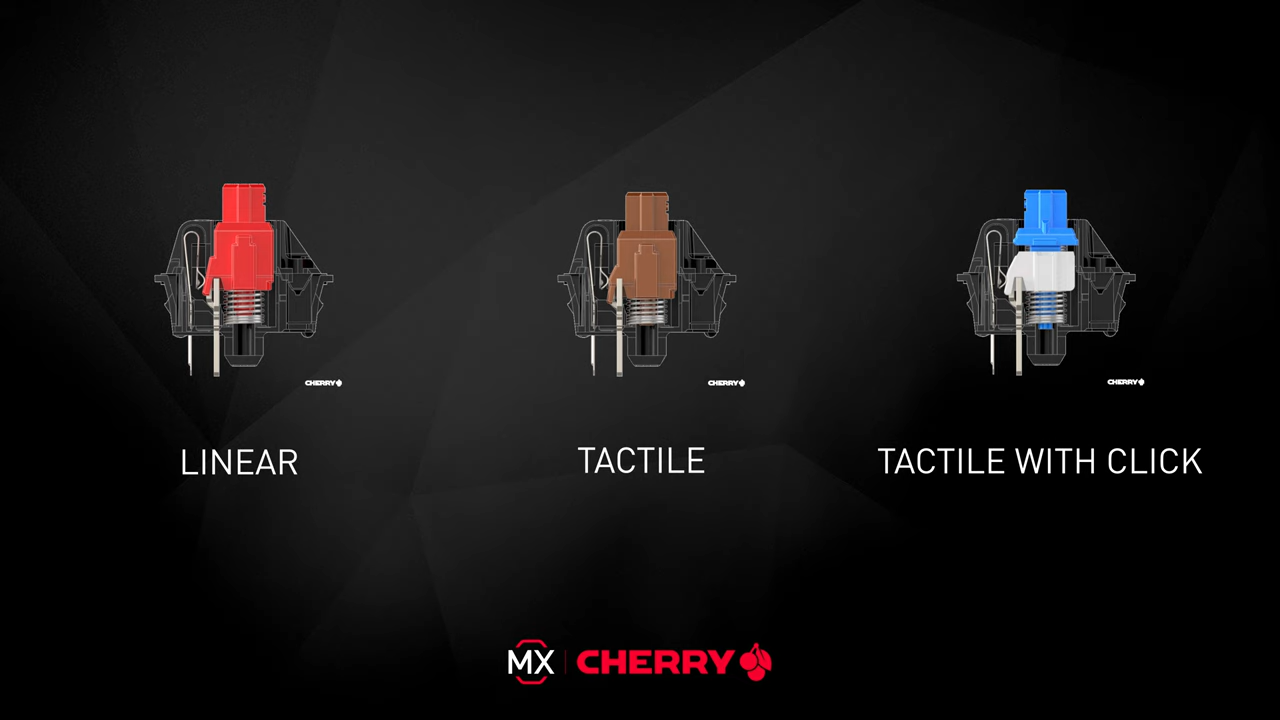 CHERRY
CHERRY
CHERRY
LINEAR
TACTILE
TACTILE WITH CLICK
MX CHERRY